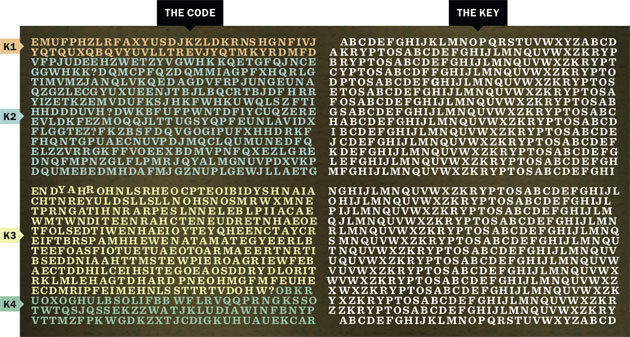 THE CODE
THE KEY
K1
K2
K3
K4
EMUFPHZLRFAXYUSDJKZLDKRNSHGNFIVJ
YQTQUXQBQVYUVLLTREVJYQTMKYRDMFD
VFPJUDEEHZWETZYVGWHKKQETGFQJNCE
GGWHKK?DQMCPFQZDQMMIAGPFXHQRLG
TIMVMZJANQLVKQEDAGDVFRPJUNGEUNA
QZGZLECGYUXUEENJTBJLBQCRTBJDFHRR
YIZETKZEMVDUFKSJHKFWHKUWQLSZFTI
HHDDDUVH?DWKBFUFPWNTDFIYCUQZERE
EVLDKFEZMOQQJLTTUGSYQPFEUNLAVIDX
FLGGTEZ?FKZBSFDQVGOGIPUFXHHDRKF
FHQNTGPUAECNUVPDJMQCLQUMUNEDFQ
ELZZVRRGKFFVOEEXBDMVPNFQXEZLGRE
DNQFMPNZGLFLPMRJQYALMGNUVPDXVKP
DQUMEBEDMHDAFMJGZNUPLGEWJLLAETG
ENDYAHROHNLSRHEOCPTEOIBIDYSHNAIA
CHTNREYULDSLLSLLNOHSNOSMRWXMNE
TPRNGATIHNRARPESLNNELEBLPIIACAE
WMTWNDITEENRAHCTENEUDRETNHAEOE
TFOLSEDTIWENHAEIOYTEYQHEENCTAYCR
EIFTBRSPAMHHEWENATAMATEGYEERLB
TEEFOASFIOTUETUAEOTOARMAEERTNRTI
BSEDDNIAAHTTMSTEWPIEROAGRIEWFEB
AECTDDHILCEIHSITEGOEAOSDDRYDLORIT
RKLMLEHAGTDHARDPNEOHMGFMFEUHE
ECDMRIPFEIMEHNLSSTTRTVDOHW?OBKR
UOXOGHULBSOLIFBBWFLRVQQPRNGKSSO
TWTQSJQSSEKZZWATJKLUDIAWINFBNYP
VTTMZFPKWGDKZZXTJCDIGKUHUAUEKCAR
ABCDEFGHIJKLMNOPQRSTUVWXYZABCD
AKRYPTOSABCDEFGHIJLMNQUVWXZKRYP
BRYPTOSABCDEFGHIJLMNQUVWXZKRYPT
CYPTOSABCDEFGHIJLMNQUVWXZKRYPTO
DPTOSABCDEFGHIJLMNQUVWXZKRYPTOS
ETOSABCDEFGHIJLMNQUVWXZKRYPTOSA
FOSABCDEFGHIJLMNQUVWXZKRYPTOSAB
GSABCDEFGHIJLMNQUVWXZKRYPTOSABC
HABCDEFGHIJLMNQUVWXZKRYPTOSABCD
IBCDEFGHIJLMNQUVWXZKRYPTOSABCDE
JCDEFGHIJLMNQUVWXZKRYPTOSABCDEF
KDEFGHIJLMNQUVWXZKRYPTOSABCDEFG
LEFGHIJLMNQUVWXZKRYPTOSABCDEFGH
MFGHIJLMNQUVWXZKRYPTOSABCDEFGHI
NGHIJLMNQUVWXZKRYPTOSABCDEFGHIJL
OHIJLMNQUVWXZKRYPTOSABCDEFGHIJL
PIJLMNQUVWXZKRYPTOSABCDEFGHIJLM
QJLMNQUVWXZKRYPTOSABCDEFGHIJLMN
RLMNQUVWXZKRYPTOSABCDEFGHIJLMNQ
SMNQUVWXZKRYPTOSABCDEFGHIJLMNQU
TNQUVWXZKRYPTOSABCDEFGHIJLMNQUV
UQUVWXZKRYPTOSABCDEFGHIJLMNQUVW
VUVWXZKRYPTOSABCDEFGHIJLMNQUVWX
WVWXZKRYPTOSABCDEFGHIJLMNQUVWXZ
XWXZKRYPTOSABCDEFGHIJLMNQUVWXZK
YXZKRYPTOSABCDEFGHIJLMNQUVWXZKR
ZZKRYPTOSABCDEFGHIJLMNQUVWXZKRY
ABCDEFGHIJKLMNOPQRSTUVWXYZABCD